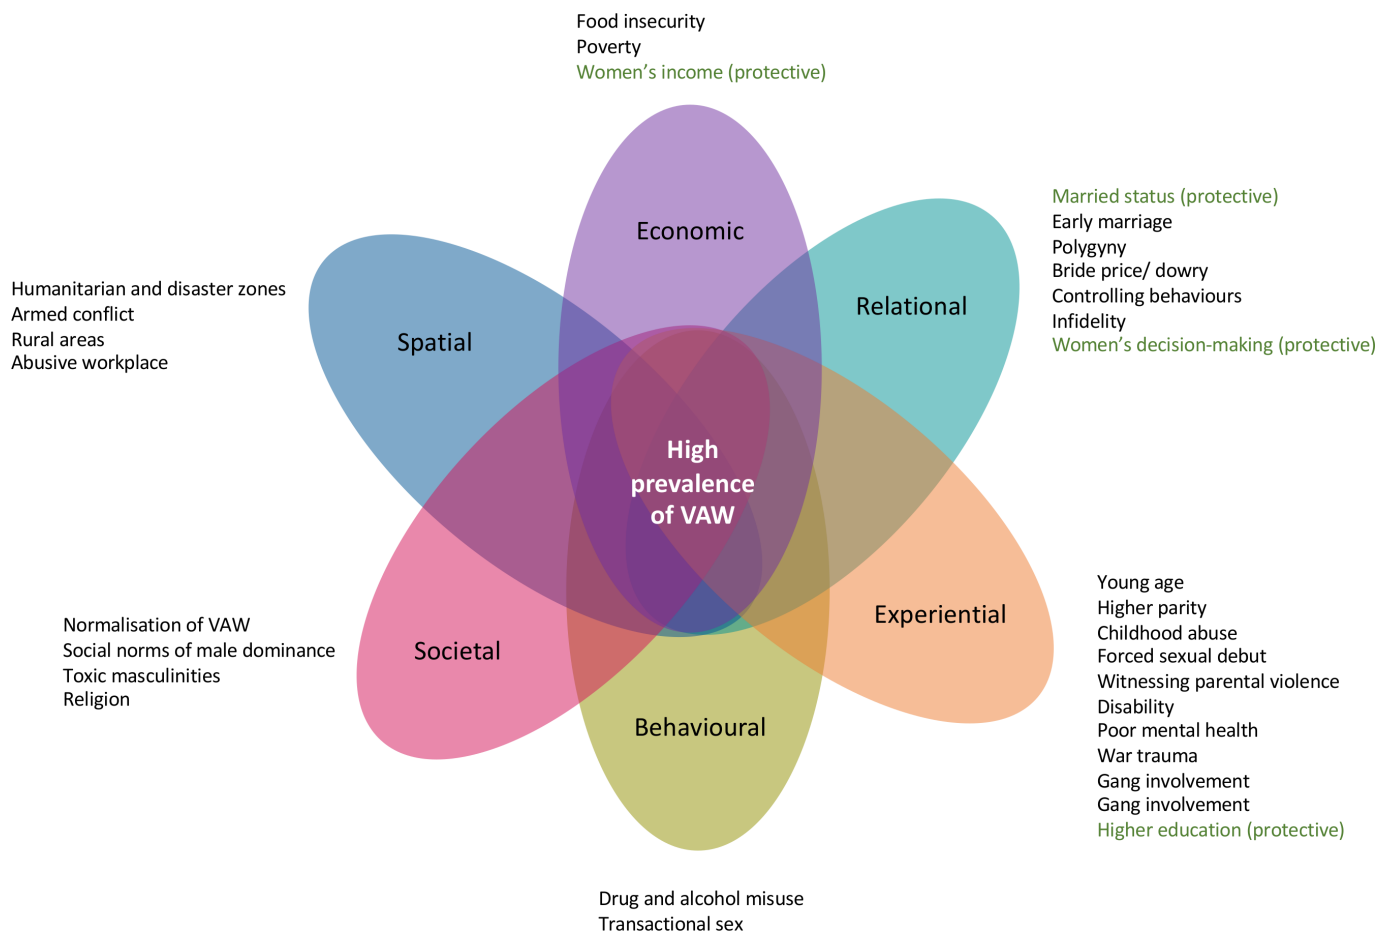 Food insecurity
Poverty
Women’s income (protective)
Economic
Married status (protective)
Early marriage
Polygyny
Bride price/ dowry
Controlling behaviours
Infidelity
Women’s decision-making (protective)
Relational
Humanitarian and disaster zones
Armed conflict
Rural areas
Abusive workplace
Spatial
High
prevalence
of VAW
Young age
Higher parity
Childhood abuse
Forced sexual debut
Witnessing parental violence
Disability
Poor mental health
War trauma
Gang involvement
Gang involvement
Higher education (protective)
Experiential
Normalisation of VAW
Social norms of male dominance
Toxic masculinities
Religion
Societal
Behavioural
Drug and alcohol misuse
Transactional sex